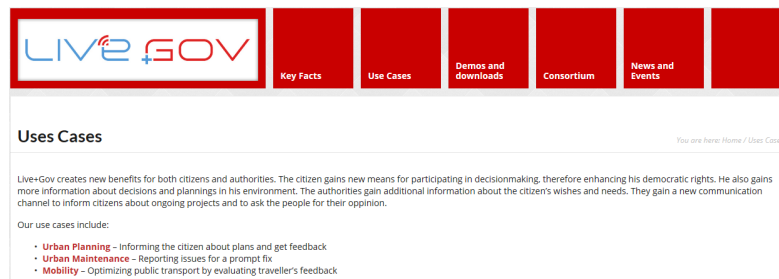 LIVE+GOV
Key Facts
Use Cases
Demos and
downloads
Consortium
News and
Events
Uses Cases
You are here: Home / Uses Case
Live+Gov creates new benefits for both citizens and authorities. The citizen gains new means for participating in decisionmaking, therefore enhancing his democratic rights. He also gains
more information about decisions and plannings in his environment. The authorities gain additional information about the citizen's wishes and needs. They gain a new communication
channel to inform citizens about ongoing projects and to ask the people for their oppinion.
Our use cases include:
• Urban Planning – Informing the citizen about plans and get feedback
• Urban Maintenance – Reporting issues for a prompt fix
• Mobility – Optimizing public transport by evaluating traveller's feedback